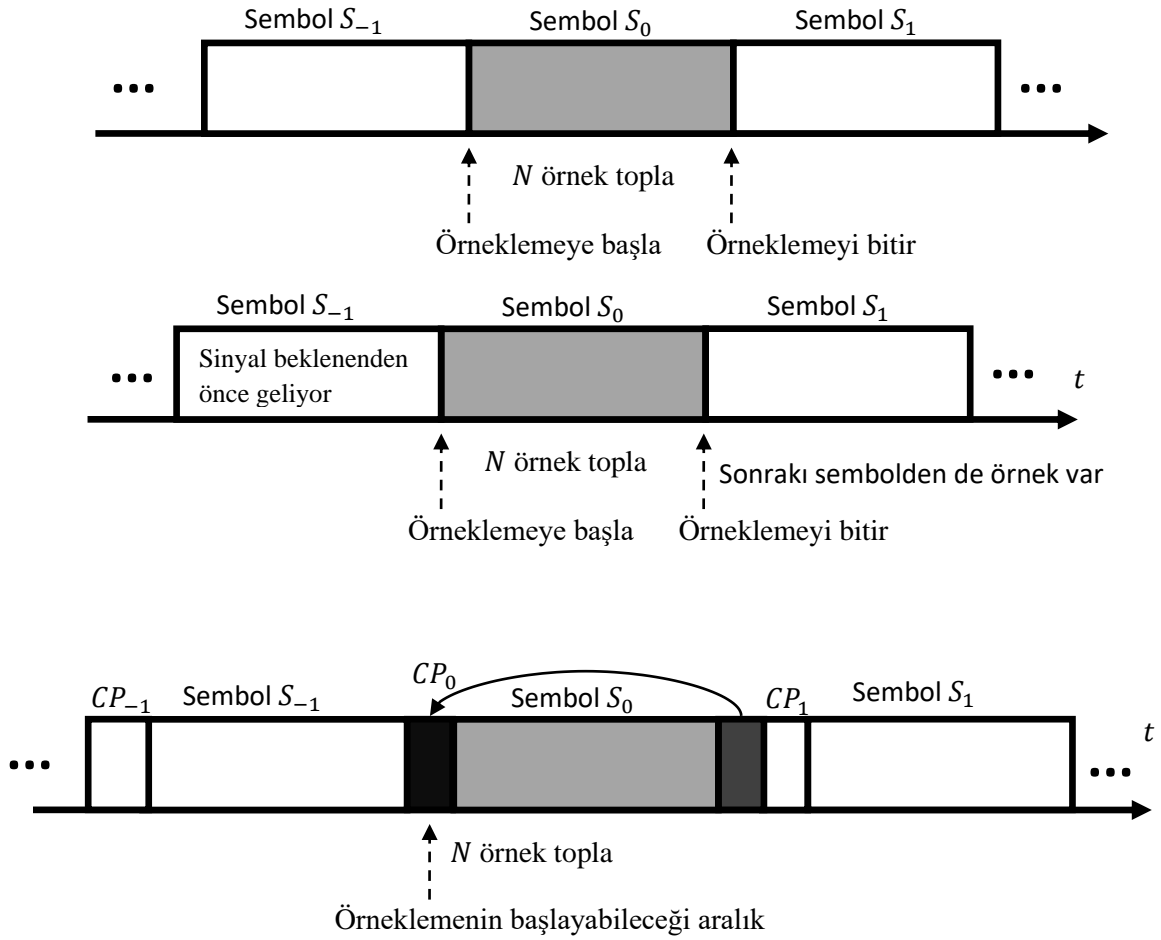 Sembol S₋₁ Sembol S₀ Sembol S₁
... ...
N örnek topla
Örneklemeye başla Örneklemeyi bitir
Sembol S₋₁ Sembol S₀ Sembol S₁
Sinyal beklenenden
önce geliyor
... ... t
N örnek topla Sonrakı sembolden de örnek var
Örneklemeye başla Örneklemeyi bitir
CP₋₁ Sembol S₋₁ CP₀ Sembol S₀ CP₁ Sembol S₁
t
... ...
N örnek topla
Örneklemenin başlayabileceği aralık